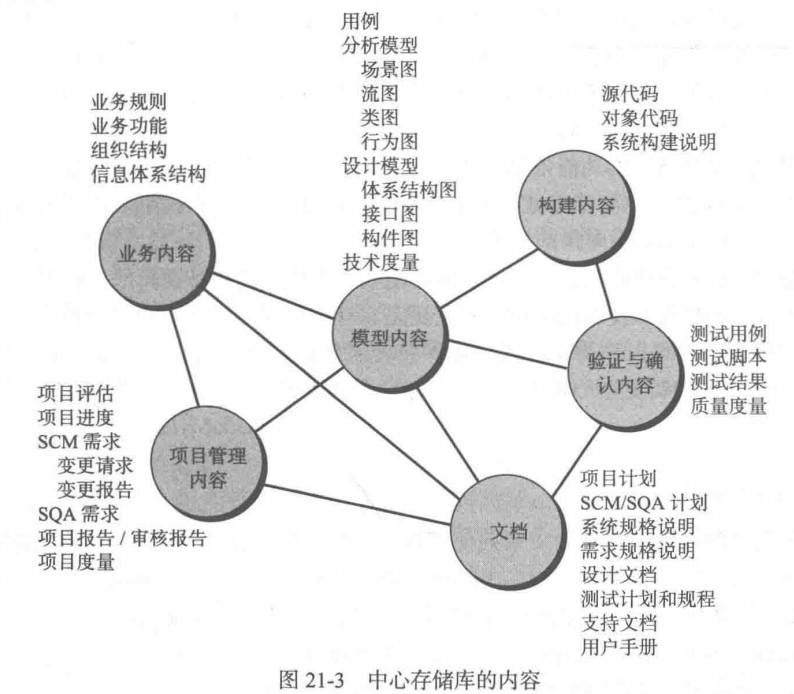 用例
分析模型
场景图
流图
类图
行为图
设计模型
体系结构图
接口图
构件图
技术度量
模型内容
业务规则
业务功能
组织结构
信息体系结构
业务内容
源代码
对象代码
系统构建说明
构建内容
验证与确
认内容
测试用例
测试脚本
测试结果
质量度量
项目评估
项目进度
SCM 需求
变更请求
变更报告
SQA 需求
项目报告 / 审核报告
项目度量
项目管理
内容
文档
项目计划
SCM/SQA 计划
系统规格说明
需求规格说明
设计文档
测试计划和规程
支持文档
用户手册
图 21-3 中心存储库的内容